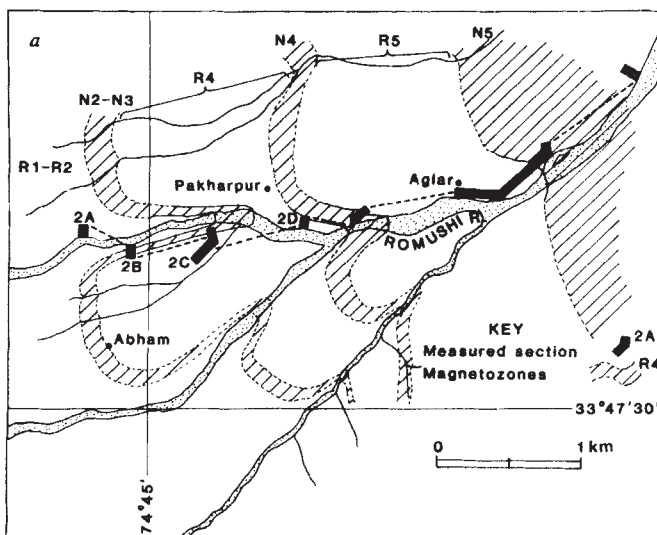 a
N4
R5
N5
R4
N2-N3
R1-R2
Pakharpur
Aglar
2A
2D
ROMUSHI R.
2B
2C
Abham
KEY
Measured section
2A
Magnetozones
R4
33°47'30"
0 1 km
74°45'